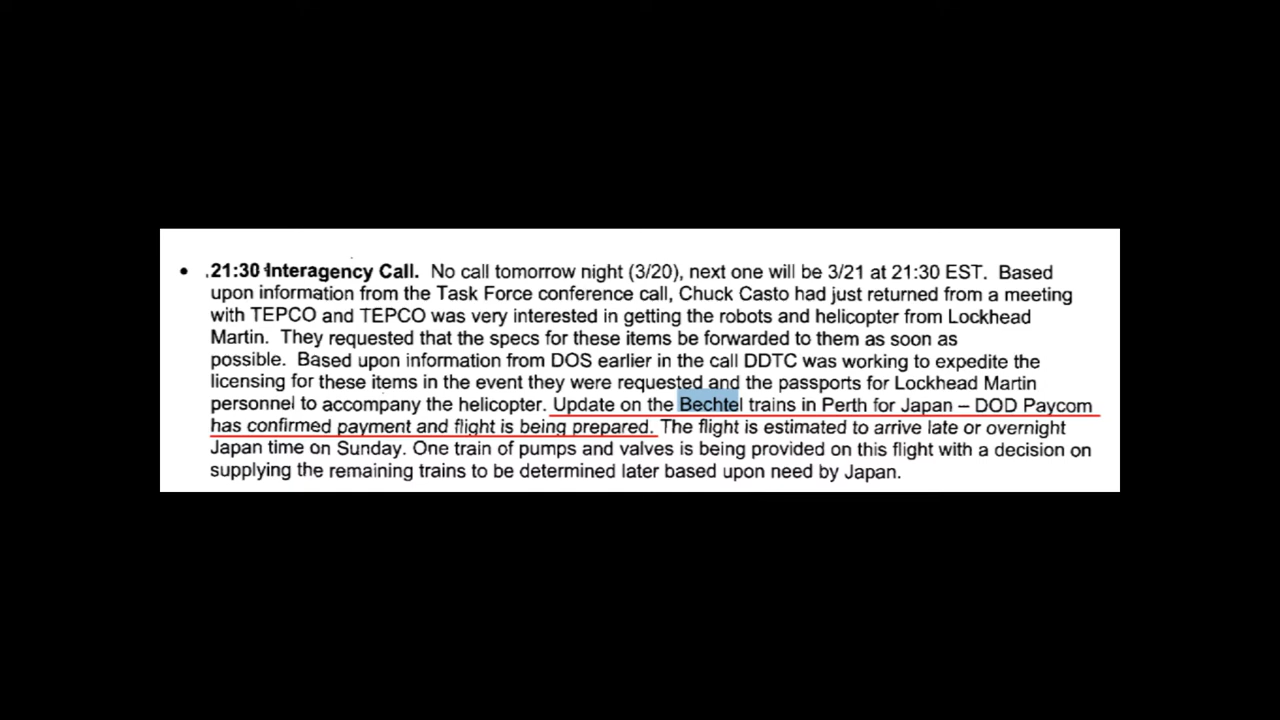 • .21:30 Interagency Call. No call tomorrow night (3/20), next one will be 3/21 at 21:30 EST. Based
upon information from the Task Force conference call, Chuck Casto had just returned from a meeting
with TEPCO and TEPCO was very interested in getting the robots and helicopter from Lockhead
Martin. They requested that the specs for these items be forwarded to them as soon as
possible. Based upon information from DOS earlier in the call DDTC was working to expedite the
licensing for these items in the event they were requested and the passports for Lockhead Martin
personnel to accompany the helicopter. Update on the Bechtel trains in Perth for Japan – DOD Paycom
has confirmed payment and flight is being prepared. The flight is estimated to arrive late or overnight
Japan time on Sunday. One train of pumps and valves is being provided on this flight with a decision on
supplying the remaining trains to be determined later based upon need by Japan.